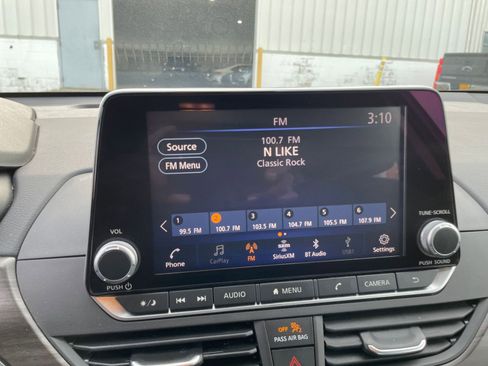 FM
3:10
Source
100.7 FM
N LIKE
FM Menu
Classic Rock
1 2 3 4 5 6
99.5 FM 100.7 FM 103.5 FM 104.7 FM 105.5 FM 107.9 FM
Phone CarPlay FM SiriusXM BT Audio USB1 Settings
VOL
TUNE·SCROLL
PUSH
PUSH SOUND
AUDIO MENU CAMERA
OFF
PASS AIR BAG